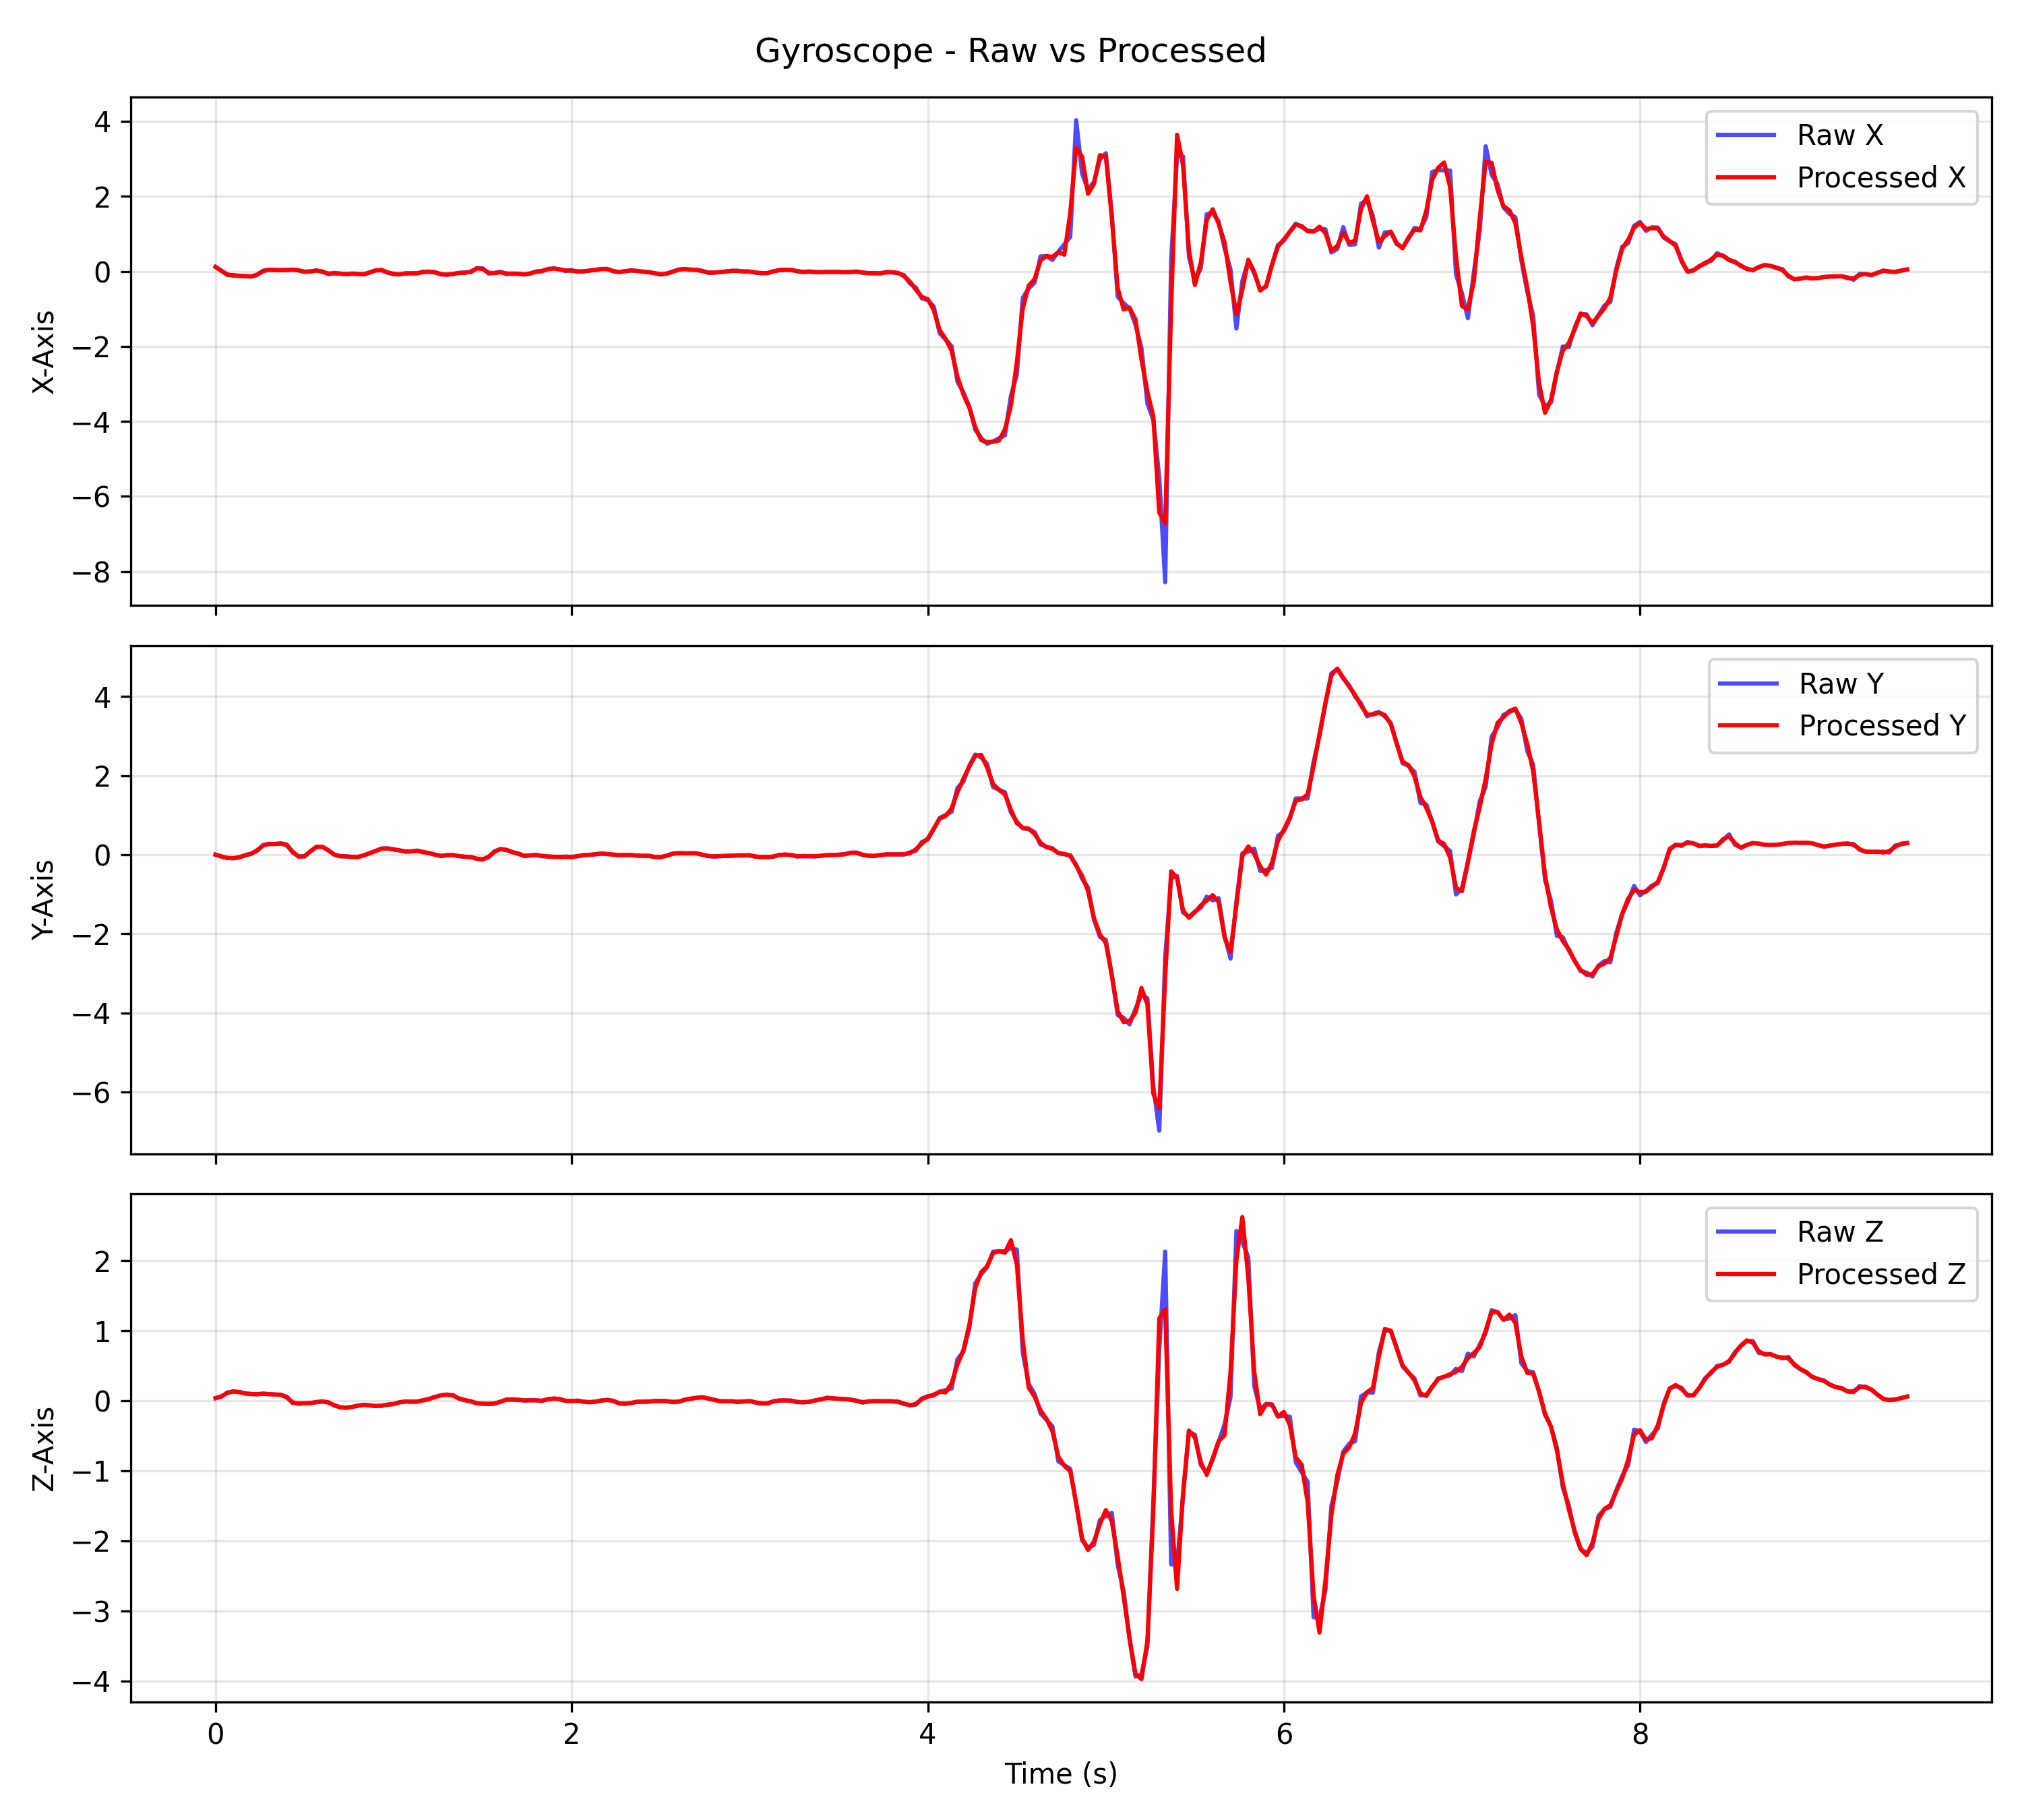 Gyroscope - Raw vs Processed
4
2
0
−2
−4
−6
−8
X-Axis
Raw X
Processed X
4
2
0
−2
−4
−6
Y-Axis
Raw Y
Processed Y
2
1
0
−1
−2
−3
−4
Z-Axis
Raw Z
Processed Z
0 2 4 6 8
Time (s)